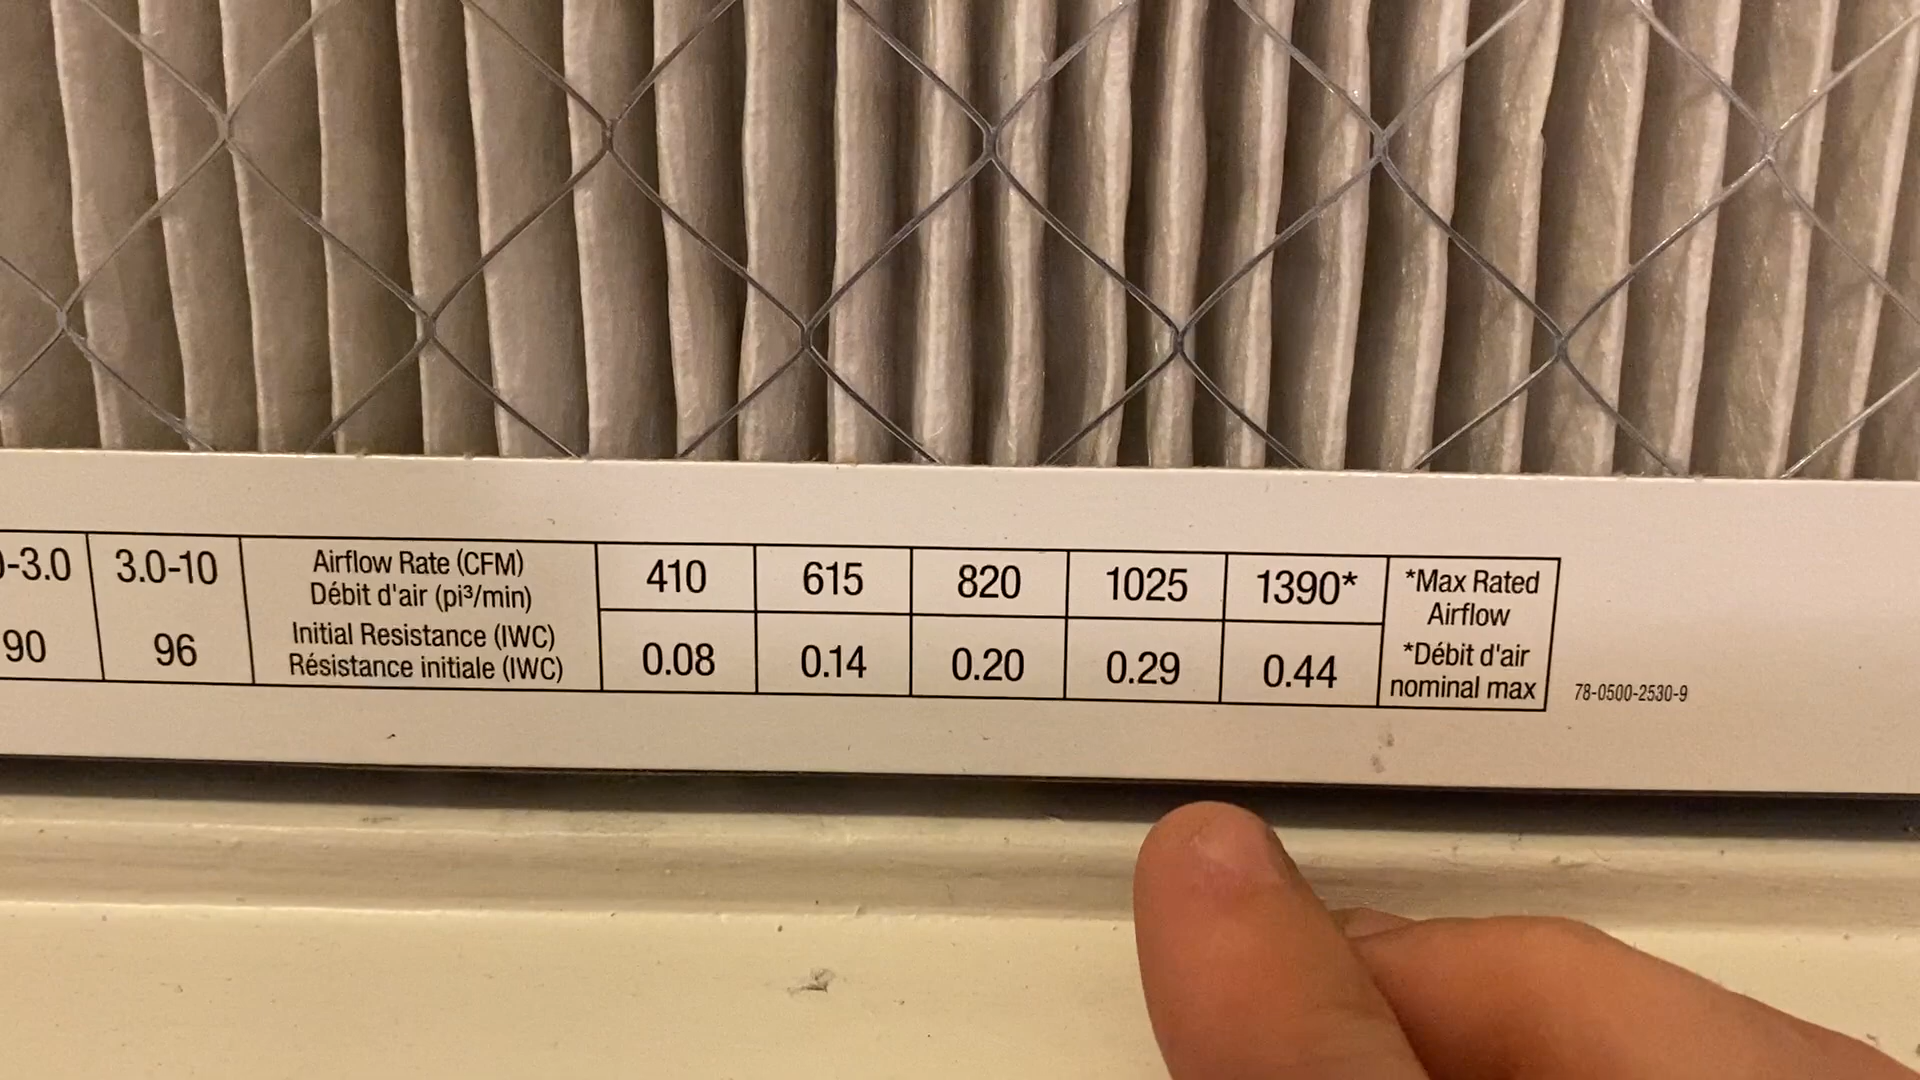 3.0-10
96
Airflow Rate (CFM)
Débit d'air (pi³/min)
410 615 820 1025 1390*
Initial Resistance (IWC)
Résistance initiale (IWC)
0.08 0.14 0.20 0.29 0.44
*Max Rated
Airflow
*Débit d'air
nominal max
78-0500-2530-9
-3.0
90